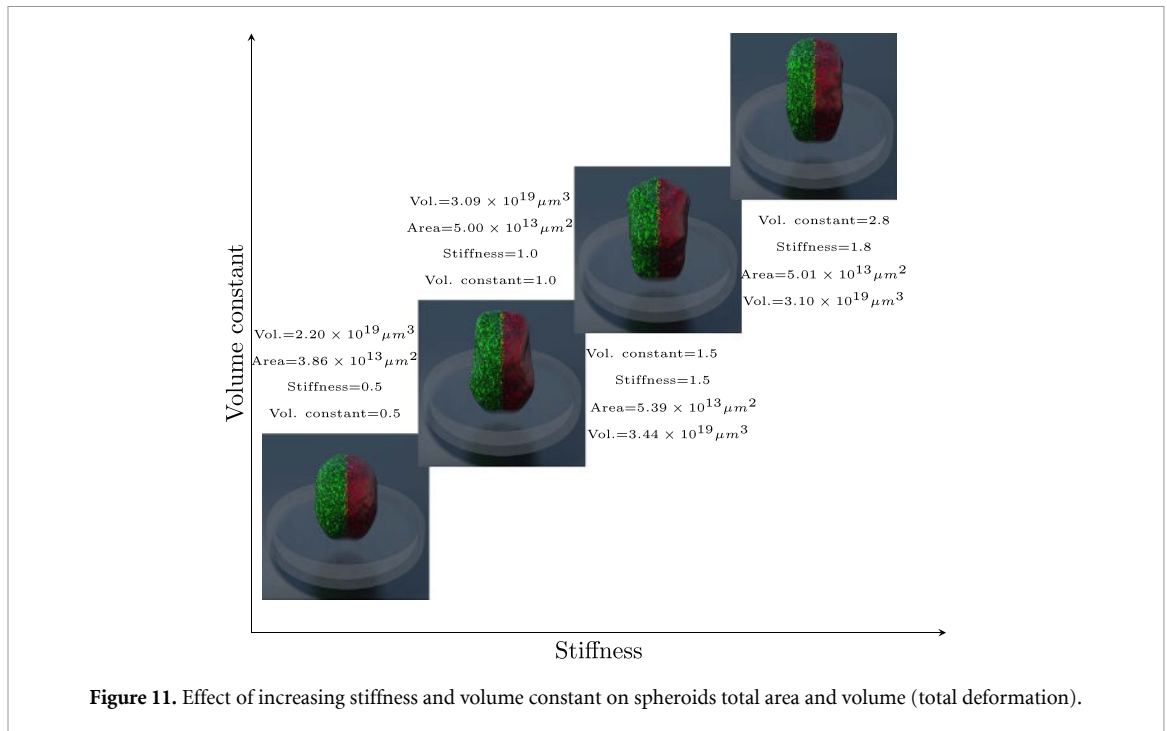 Volume constant
Vol.=3.09 × 10^19 μm^3
Area=5.00 × 10^13 μm^2
Stiffness=1.0
Vol. constant=1.0
Vol. constant=2.8
Stiffness=1.8
Area=5.01 × 10^13 μm^2
Vol.=3.10 × 10^19 μm^3
Vol.=2.20 × 10^19 μm^3
Area=3.86 × 10^13 μm^2
Stiffness=0.5
Vol. constant=0.5
Vol. constant=1.5
Stiffness=1.5
Area=5.39 × 10^13 μm^2
Vol.=3.44 × 10^19 μm^3
Stiffness
Figure 11. Effect of increasing stiffness and volume constant on spheroids total area and volume (total deformation).